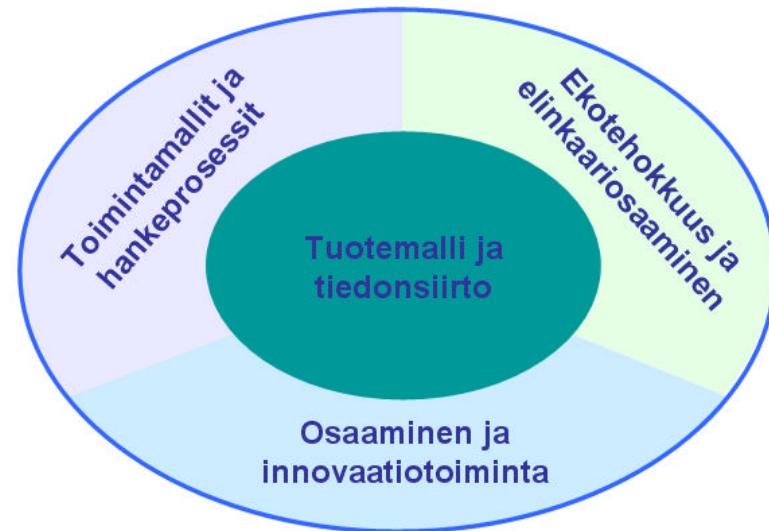 Toimintamallit ja
hankeprosessit
Ekotehokkuus ja
elinkaariosaaminen
Tuotemalli ja
tiedonsiirto
Osaaminen ja
innovaatiotoiminta